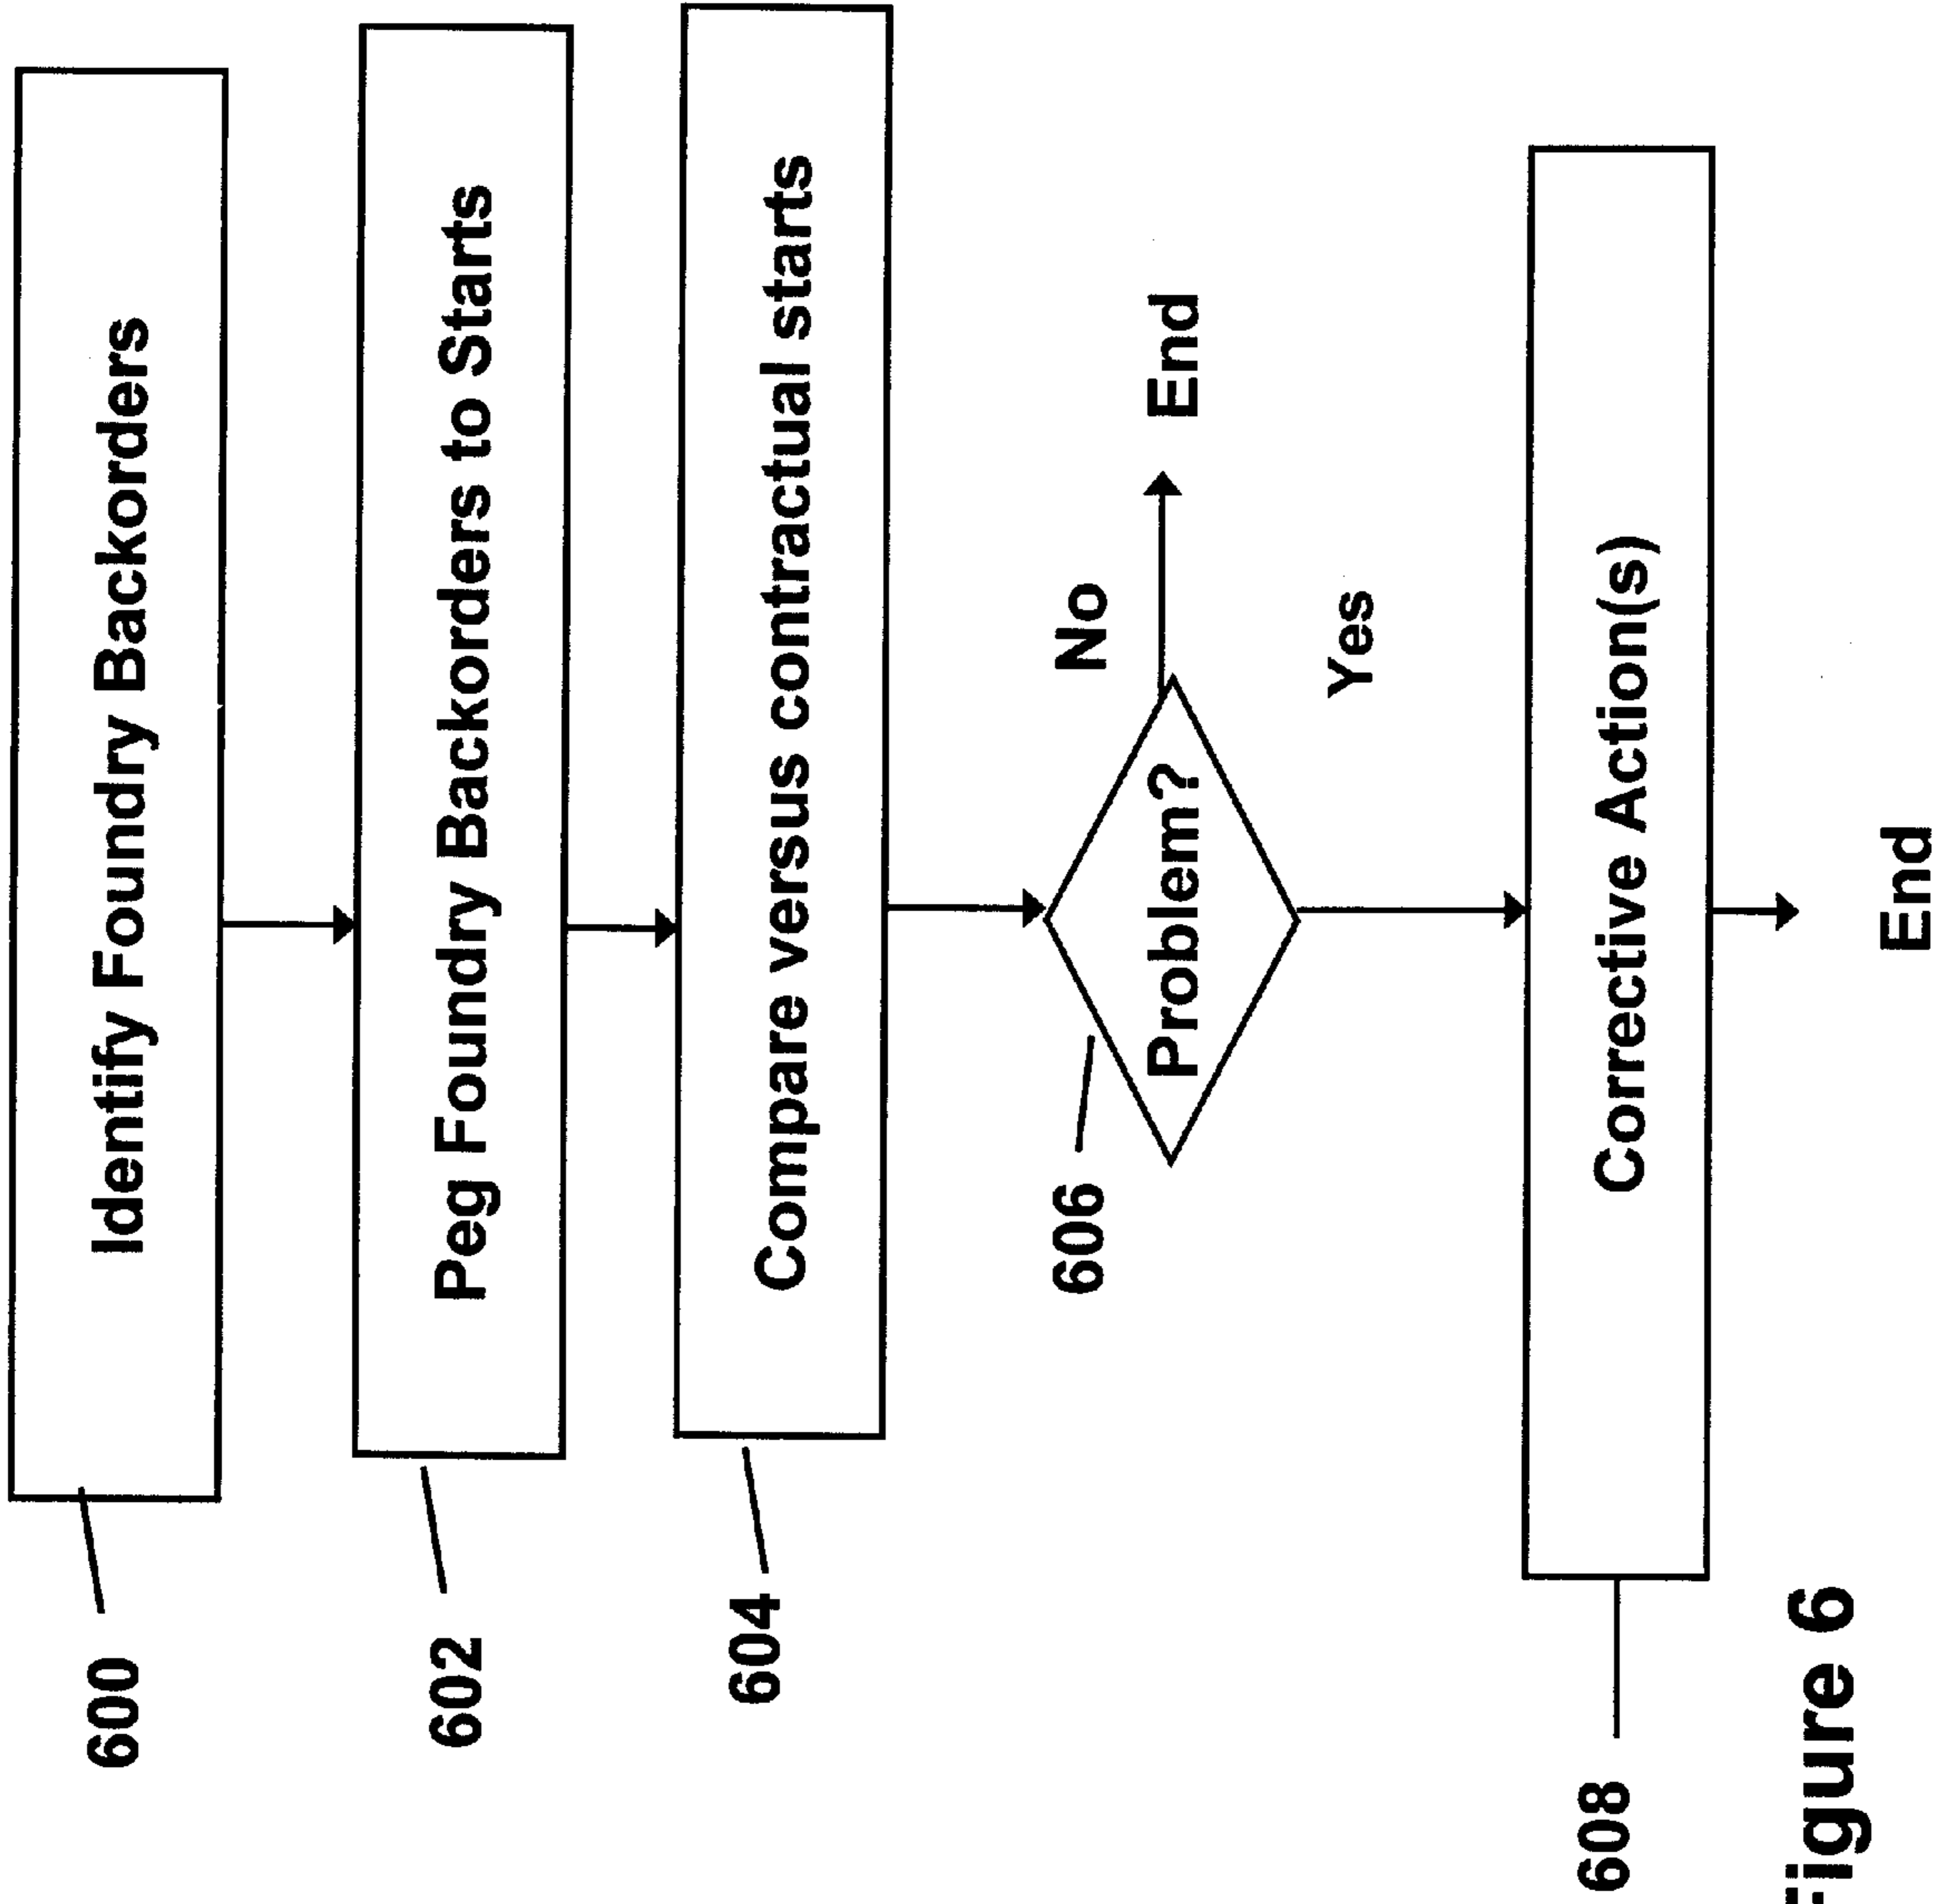 600
Identify Foundry Backorders
602
Peg Foundry Backorders to Starts
604
Compare versus contractual starts
606
Problem?
No
End
Yes
608
Corrective Action(s)
End
Figure 6